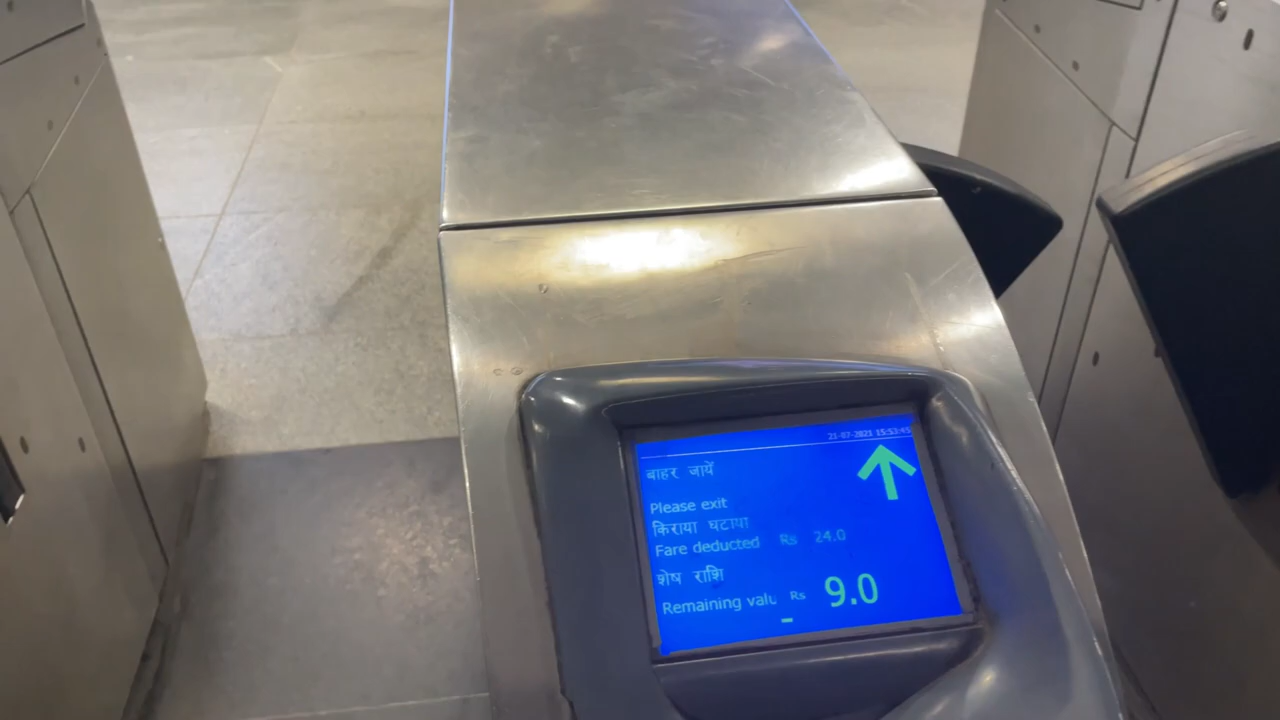 21-07-2021 15:53:45
बाहर जायें
Please exit
किराया घटाया
Fare deducted Rs 24.0
शेष राशि
Remaining valu Rs 9.0